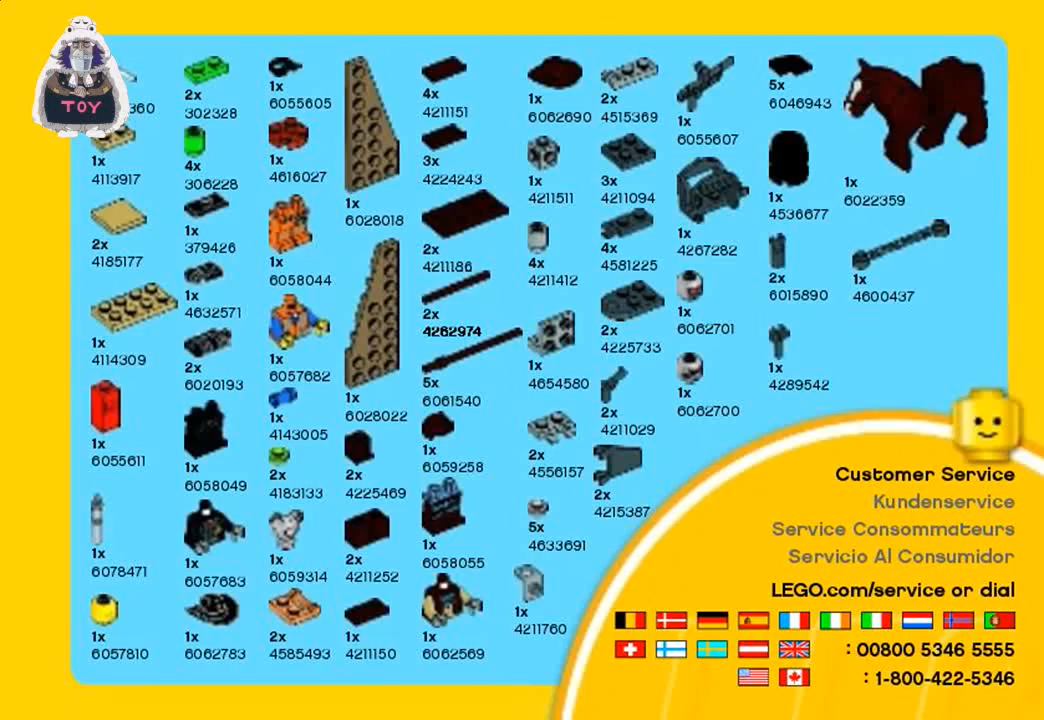 TOY
360
1x
4113917
2x
4185177
1x
4114309
1x
6055611
1x
6078471
1x
6057810
2x
302328
4x
306228
1x
379426
1x
4632571
2x
6020193
1x
6058049
1x
6057683
1x
6062783
1x
6055605
1x
4616027
1x
6058044
1x
6057682
1x
4143005
2x
4183133
1x
6059314
2x
4585493
1x
6028018
1x
6028022
2x
4225469
2x
4211252
1x
4211150
4x
4211151
3x
4224243
2x
4211186
2x
4262974
5x
6061540
1x
6059258
1x
6058055
1x
6062569
1x
6062690
1x
4211511
4x
4211412
1x
4654580
2x
4556157
5x
4633691
1x
4211760
2x
4515369
3x
4211094
4x
4581225
2x
4225733
2x
4211029
2x
4215387
1x
6055607
1x
4267282
1x
6062701
1x
6062700
5x
6046943
1x
4536677
2x
6015890
1x
4289542
1x
6022359
1x
4600437
Customer Service
Kundenservice
Service Consommateurs
Servicio Al Consumidor
LEGO.com/service or dial
: 00800 5346 5555
: 1-800-422-5346